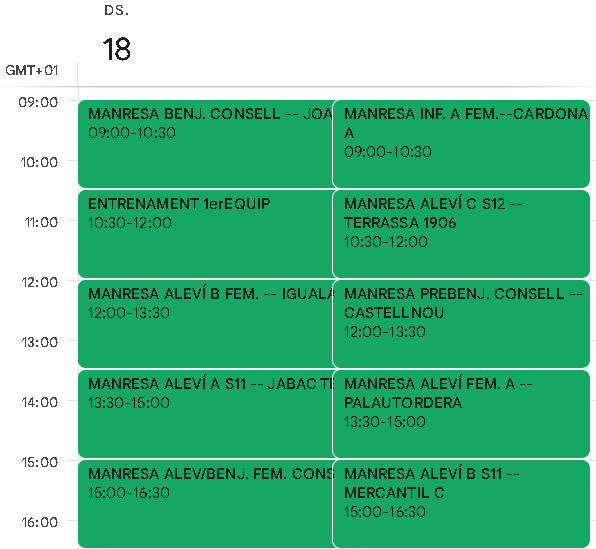 DS.
18
GMT+01
09:00
MANRESA BENJ. CONSELL -- JOA
09:00-10:30
MANRESA INF. A FEM.--CARDONA
A
09:00-10:30
10:00
ENTRENAMENT 1erEQUIP
10:30-12:00
MANRESA ALEVÍ C S12 --
TERRASSA 1906
10:30-12:00
11:00
12:00
MANRESA ALEVÍ B FEM. -- IGUALA
12:00-13:30
MANRESA PREBENJ. CONSELL --
CASTELLNOU
12:00-13:30
13:00
MANRESA ALEVÍ A S11 -- JABAC TE
13:30-15:00
MANRESA ALEVÍ FEM. A --
PALAUTORDERA
13:30-15:00
14:00
15:00
MANRESA ALEV/BENJ. FEM. CONS
15:00-16:30
MANRESA ALEVÍ B S11 --
MERCANTIL C
15:00-16:30
16:00